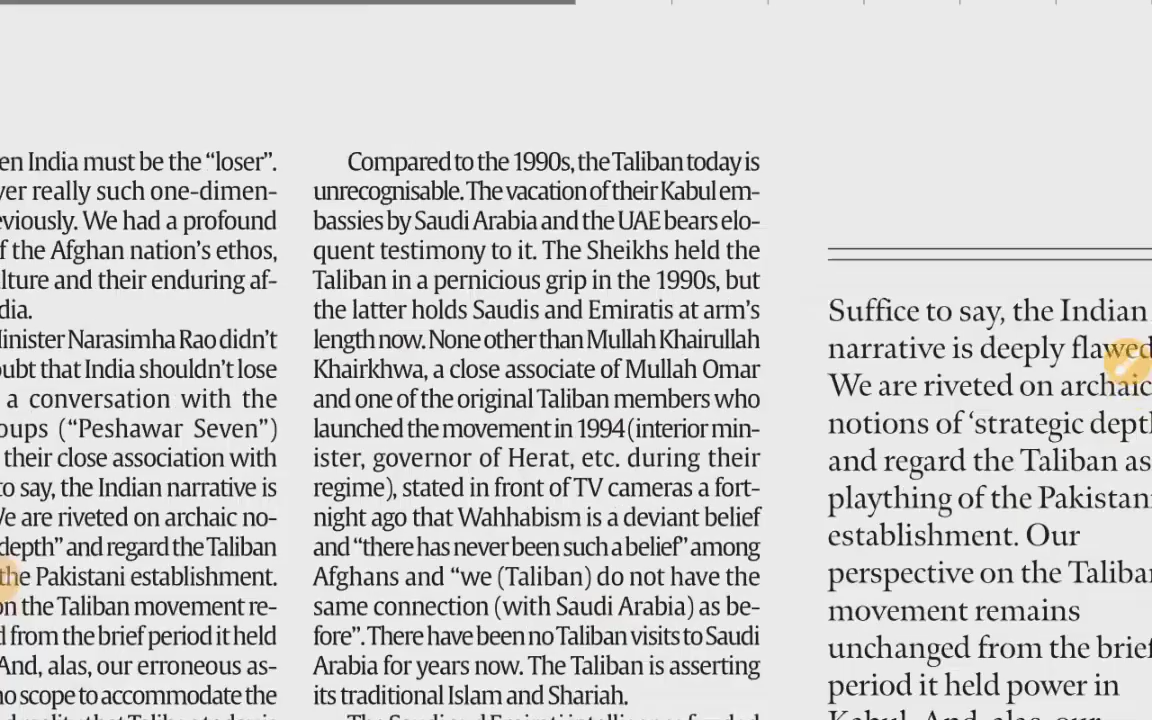 en India must be the “loser”.
really such one-dimen-
eviously. We had a profound
the Afghan nation’s ethos,
lture and their enduring af-
dia.
inister Narasimha Rao didn’t
oubt that India shouldn’t lose
a conversation with the
oups (“Peshawar Seven”)
their close association with
to say, the Indian narrative is
We are riveted on archaic no-
depth” and regard the Taliban
the Pakistani establishment.
on the Taliban movement re-
from the brief period it held
And, alas, our erroneous as-
no scope to accommodate the
Compared to the 1990s, the Taliban today is
unrecognisable. The vacation of their Kabul em-
bassies by Saudi Arabia and the UAE bears elo-
quent testimony to it. The Sheikhs held the
Taliban in a pernicious grip in the 1990s, but
the latter holds Saudis and Emiratis at arm’s
length now. None other than Mullah Khairullah
Khairkhwa, a close associate of Mullah Omar
and one of the original Taliban members who
launched the movement in 1994 (interior min-
ister, governor of Herat, etc. during their
regime), stated in front of TV cameras a fort-
night ago that Wahhabism is a deviant belief
and “there has never been such a belief” among
Afghans and “we (Taliban) do not have the
same connection (with Saudi Arabia) as be-
fore”. There have been no Taliban visits to Saudi
Arabia for years now. The Taliban is asserting
its traditional Islam and Shariah.
Suffice to say, the Indian
narrative is deeply flawed
We are riveted on archaic
notions of ‘strategic depth
and regard the Taliban as
plaything of the Pakistani
establishment. Our
perspective on the Taliban
movement remains
unchanged from the brief
period it held power in
Kabul. And, alas, our